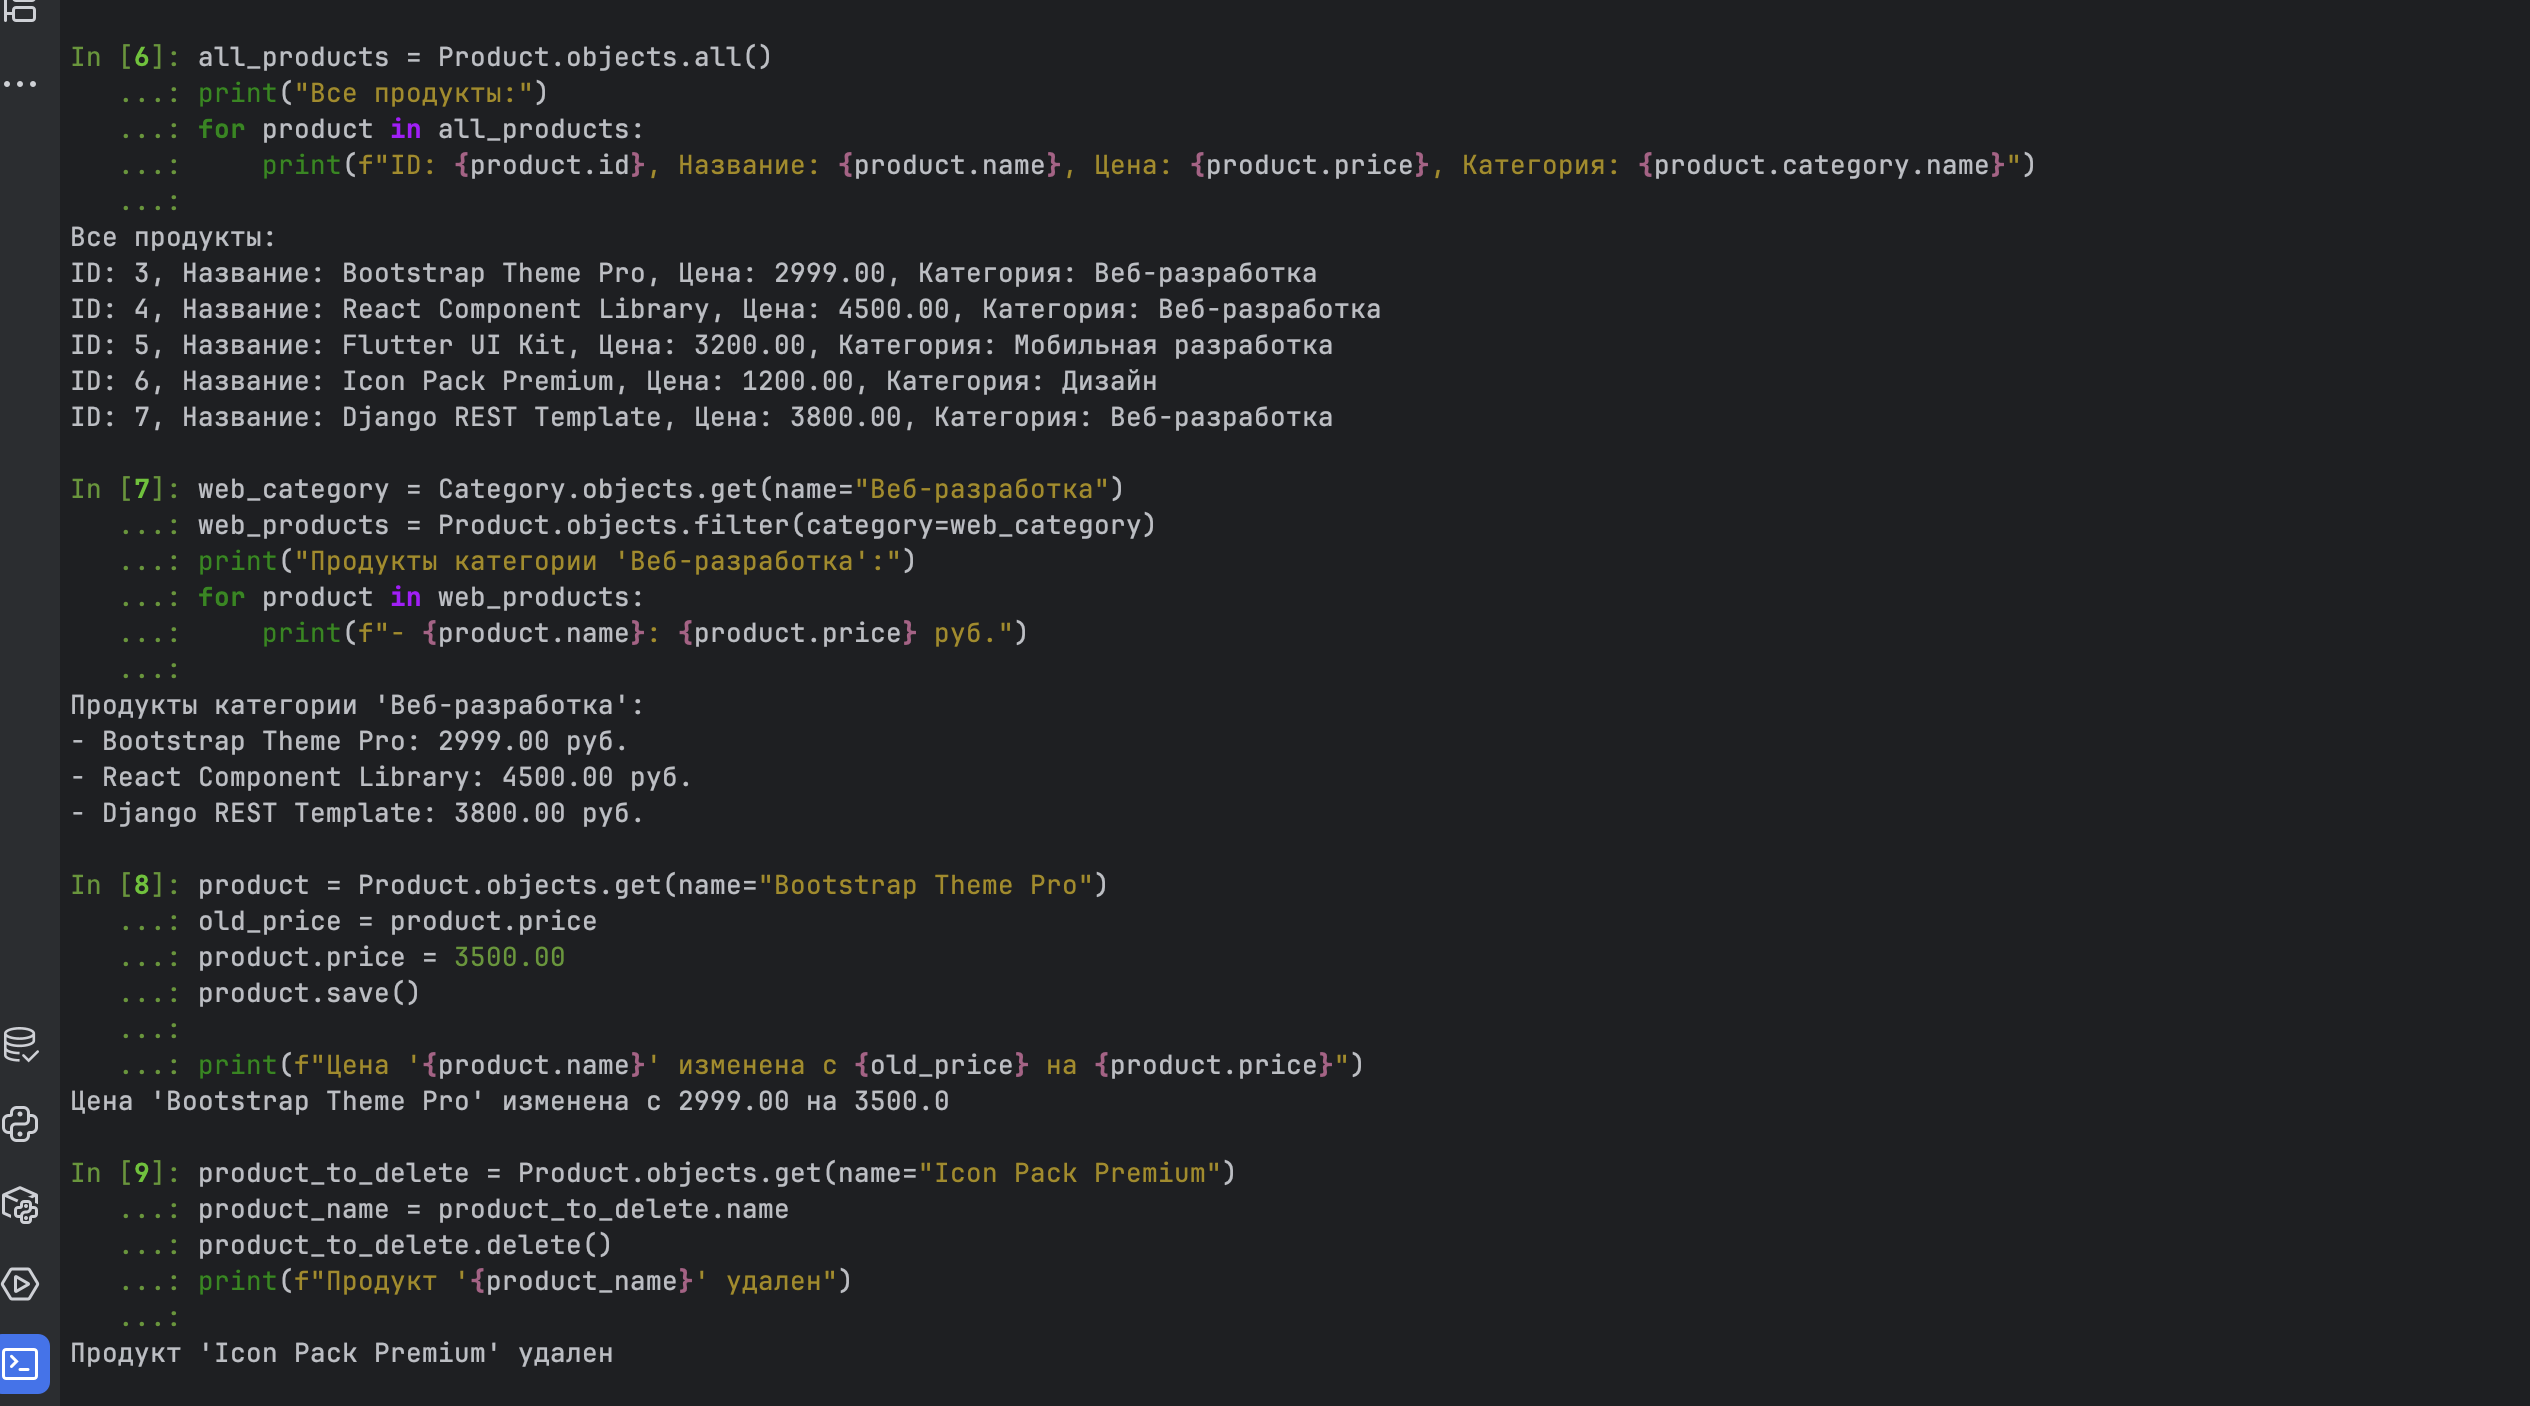 In [6]: all_products = Product.objects.all()
   ...: print("Все продукты:")
   ...: for product in all_products:
   ...:     print(f"ID: {product.id}, Название: {product.name}, Цена: {product.price}, Категория: {product.category.name}")
   ...:
Все продукты:
ID: 3, Название: Bootstrap Theme Pro, Цена: 2999.00, Категория: Веб-разработка
ID: 4, Название: React Component Library, Цена: 4500.00, Категория: Веб-разработка
ID: 5, Название: Flutter UI Kit, Цена: 3200.00, Категория: Мобильная разработка
ID: 6, Название: Icon Pack Premium, Цена: 1200.00, Категория: Дизайн
ID: 7, Название: Django REST Template, Цена: 3800.00, Категория: Веб-разработка
In [7]: web_category = Category.objects.get(name="Веб-разработка")
   ...: web_products = Product.objects.filter(category=web_category)
   ...: print("Продукты категории 'Веб-разработка':")
   ...: for product in web_products:
   ...:     print(f"- {product.name}: {product.price} руб.")
   ...:
Продукты категории 'Веб-разработка':
- Bootstrap Theme Pro: 2999.00 руб.
- React Component Library: 4500.00 руб.
- Django REST Template: 3800.00 руб.
In [8]: product = Product.objects.get(name="Bootstrap Theme Pro")
   ...: old_price = product.price
   ...: product.price = 3500.00
   ...: product.save()
   ...:
   ...: print(f"Цена '{product.name}' изменена с {old_price} на {product.price}")
Цена 'Bootstrap Theme Pro' изменена с 2999.00 на 3500.0
In [9]: product_to_delete = Product.objects.get(name="Icon Pack Premium")
   ...: product_name = product_to_delete.name
   ...: product_to_delete.delete()
   ...: print(f"Продукт '{product_name}' удален")
   ...:
Продукт 'Icon Pack Premium' удален